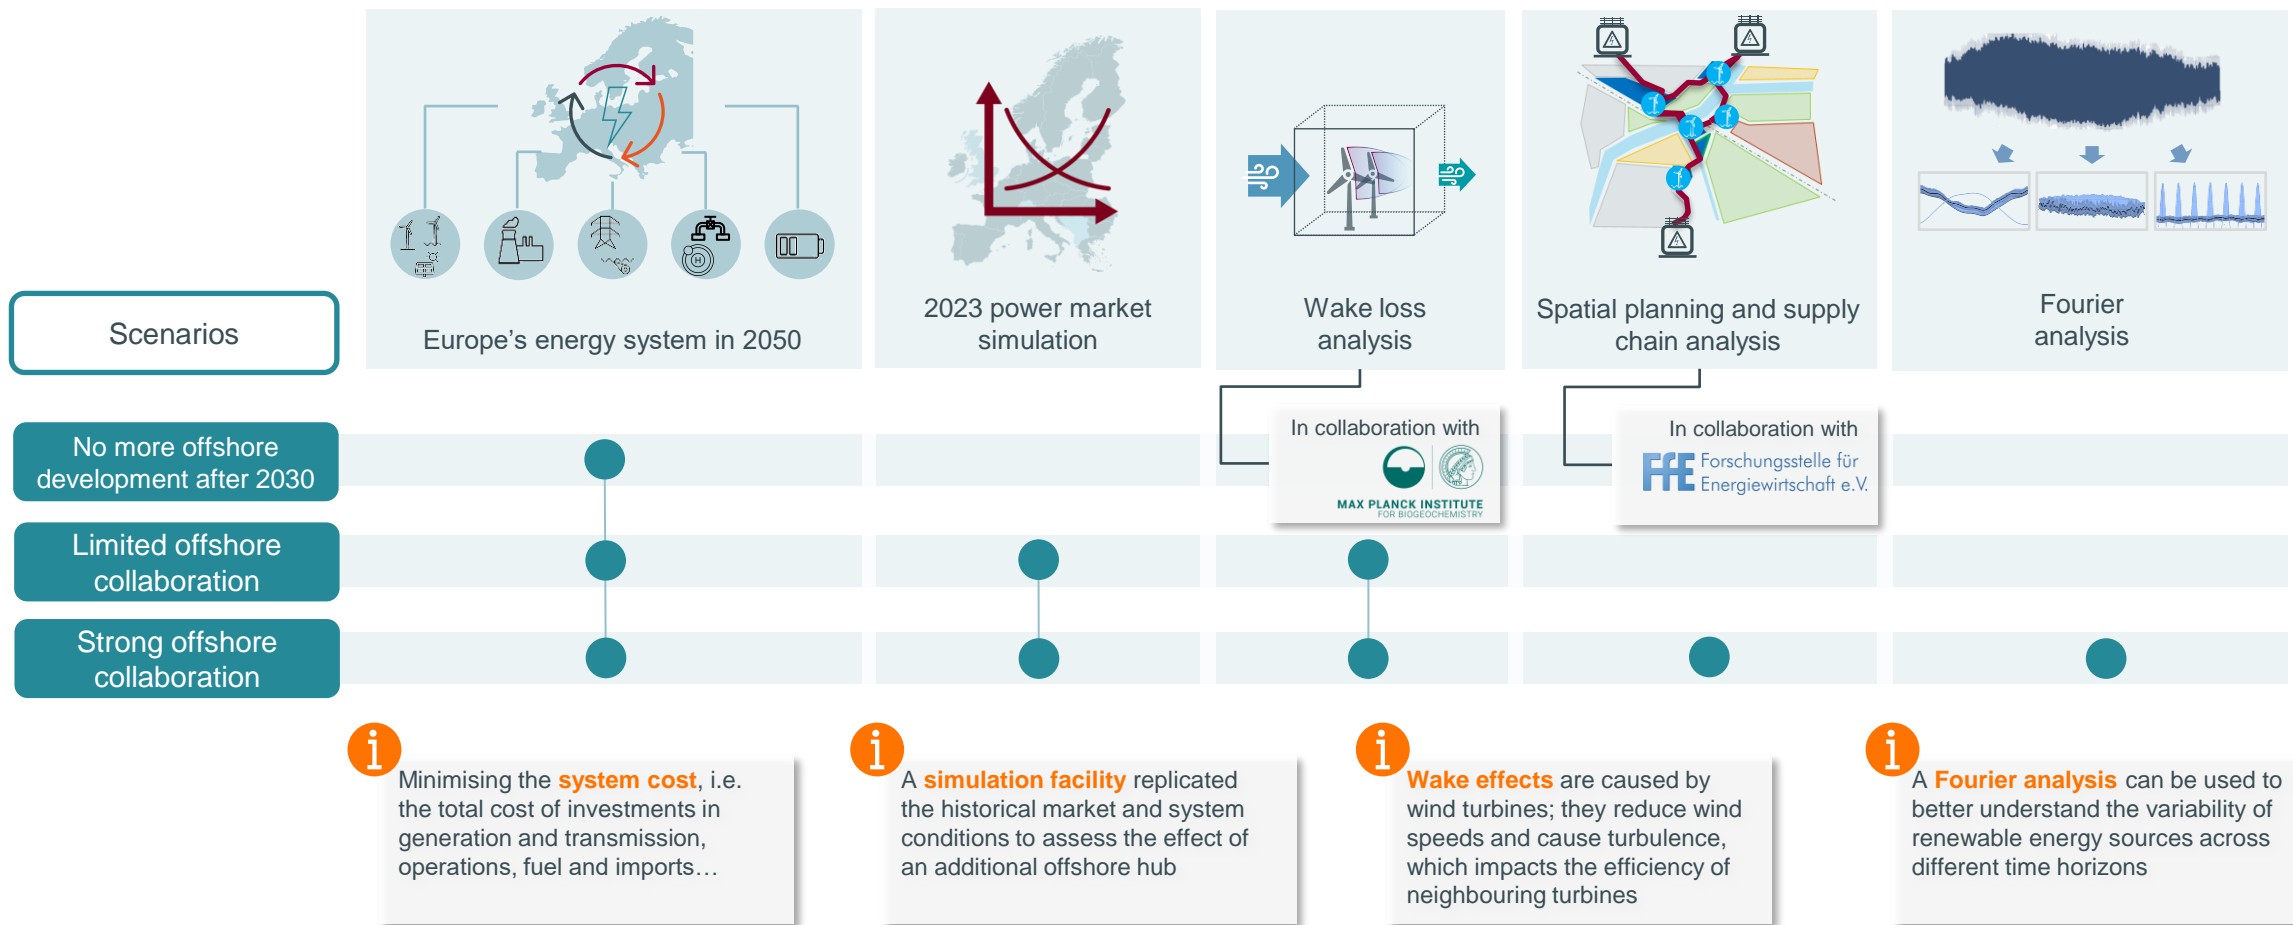 Scenarios
Europe's energy system in 2050
2023 power market
simulation
Wake loss
analysis
Spatial planning and supply
chain analysis
Fourier
analysis
In collaboration with
MAX PLANCK INSTITUTE
FOR BIOGEOCHEMISTRY
In collaboration with
FfE Forschungsstelle für
Energiewirtschaft e.V.
No more offshore
development after 2030
Limited offshore
collaboration
Strong offshore
collaboration
Minimising the system cost, i.e.
the total cost of investments in
generation and transmission,
operations, fuel and imports…
A simulation facility replicated
the historical market and system
conditions to assess the effect of
an additional offshore hub
Wake effects are caused by
wind turbines; they reduce wind
speeds and cause turbulence,
which impacts the efficiency of
neighbouring turbines
A Fourier analysis can be used to
better understand the variability of
renewable energy sources across
different time horizons